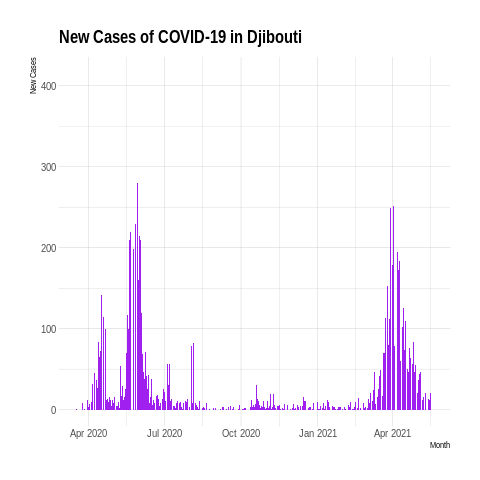 New Cases of COVID-19 in Djibouti
New Cases
400
300
200
100
0
Apr 2020 Jul 2020 Oct 2020 Jan 2021 Apr 2021
Month